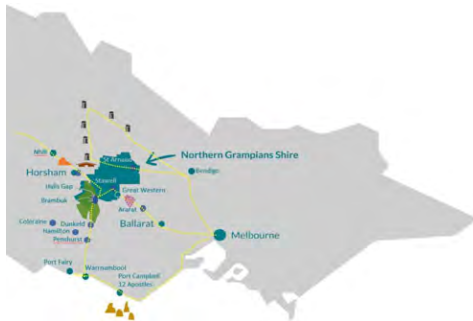 St Arnaud
Northern Grampians Shire
Nhill
Bendigo
Horsham
Stawell
Halls Gap
Great Western
Brambuk
Ararat
Coleraine
Dunkeld
Ballarat
Hamilton
Melbourne
Penshurst
Port Fairy
Warrnambool
Port Campbell
12 Apostles